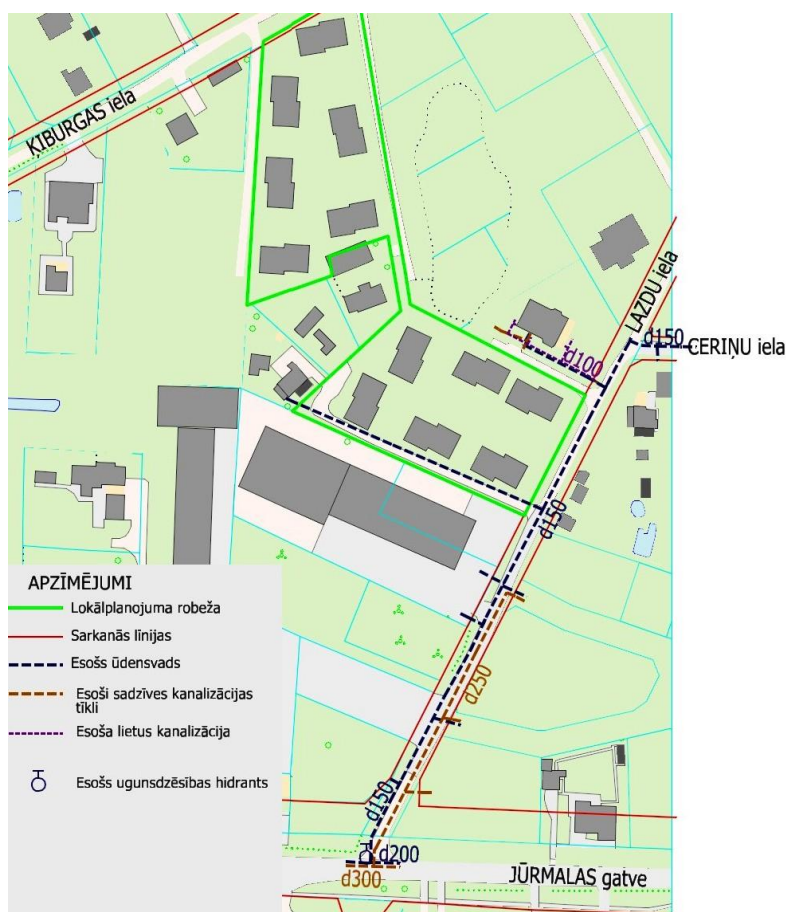 ĶIBURGAS iela
LAZDU iela
d150
CERIŅU iela
d100
d150
APZĪMĒJUMI
Lokālplanojuma robeža
Sarkanās līnijas
Esošs ūdensvads
Esoši sadzīves kanalizācijas
tīkli
Esoša lietus kanalizācija
Esošs ugunsdzēsības hidrants
d250
d150
d200
d300
JŪRMALAS gatve